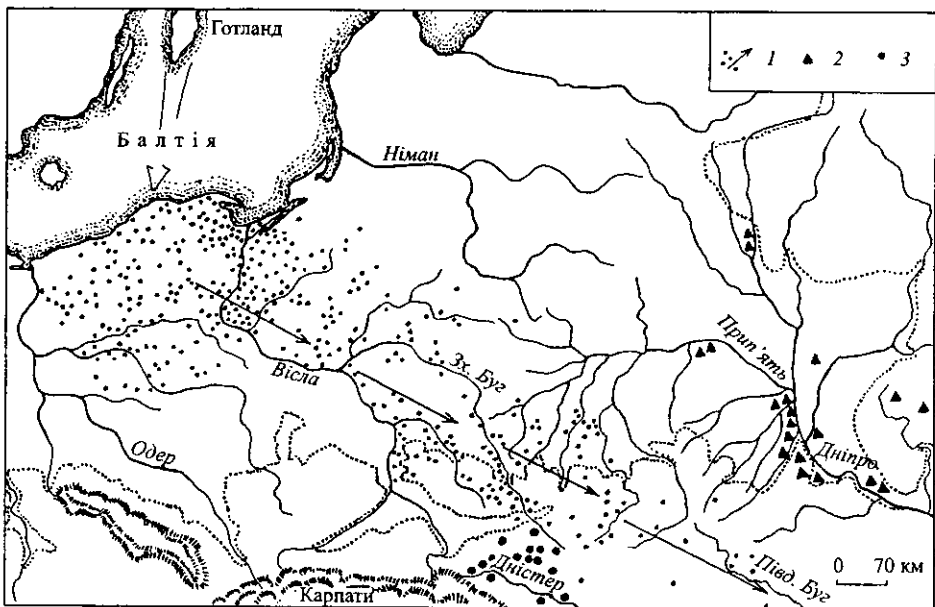 Готланд
1 2 3
Балтія
Німан
Прип'ять
Зх. Буг
Вісла
Одер
Дніпро
Дністер
Півд. Буг
0 70 км
Карпати